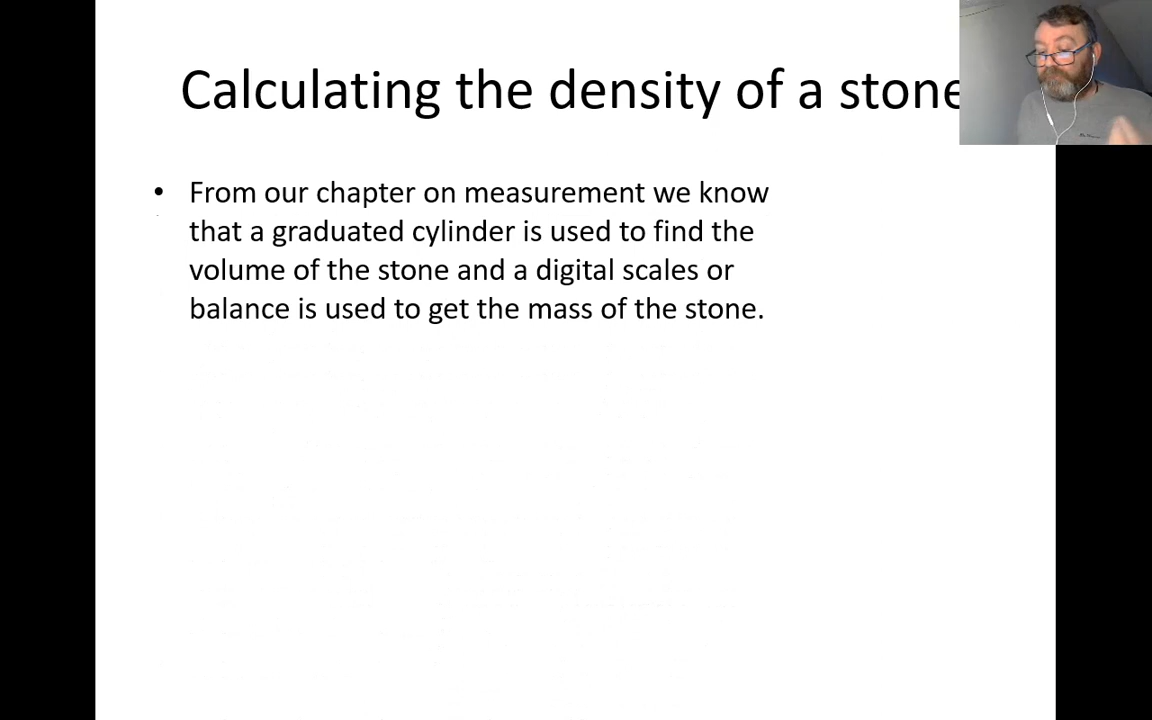 Calculating the density of a stone
• From our chapter on measurement we know
that a graduated cylinder is used to find the
volume of the stone and a digital scales or
balance is used to get the mass of the stone.